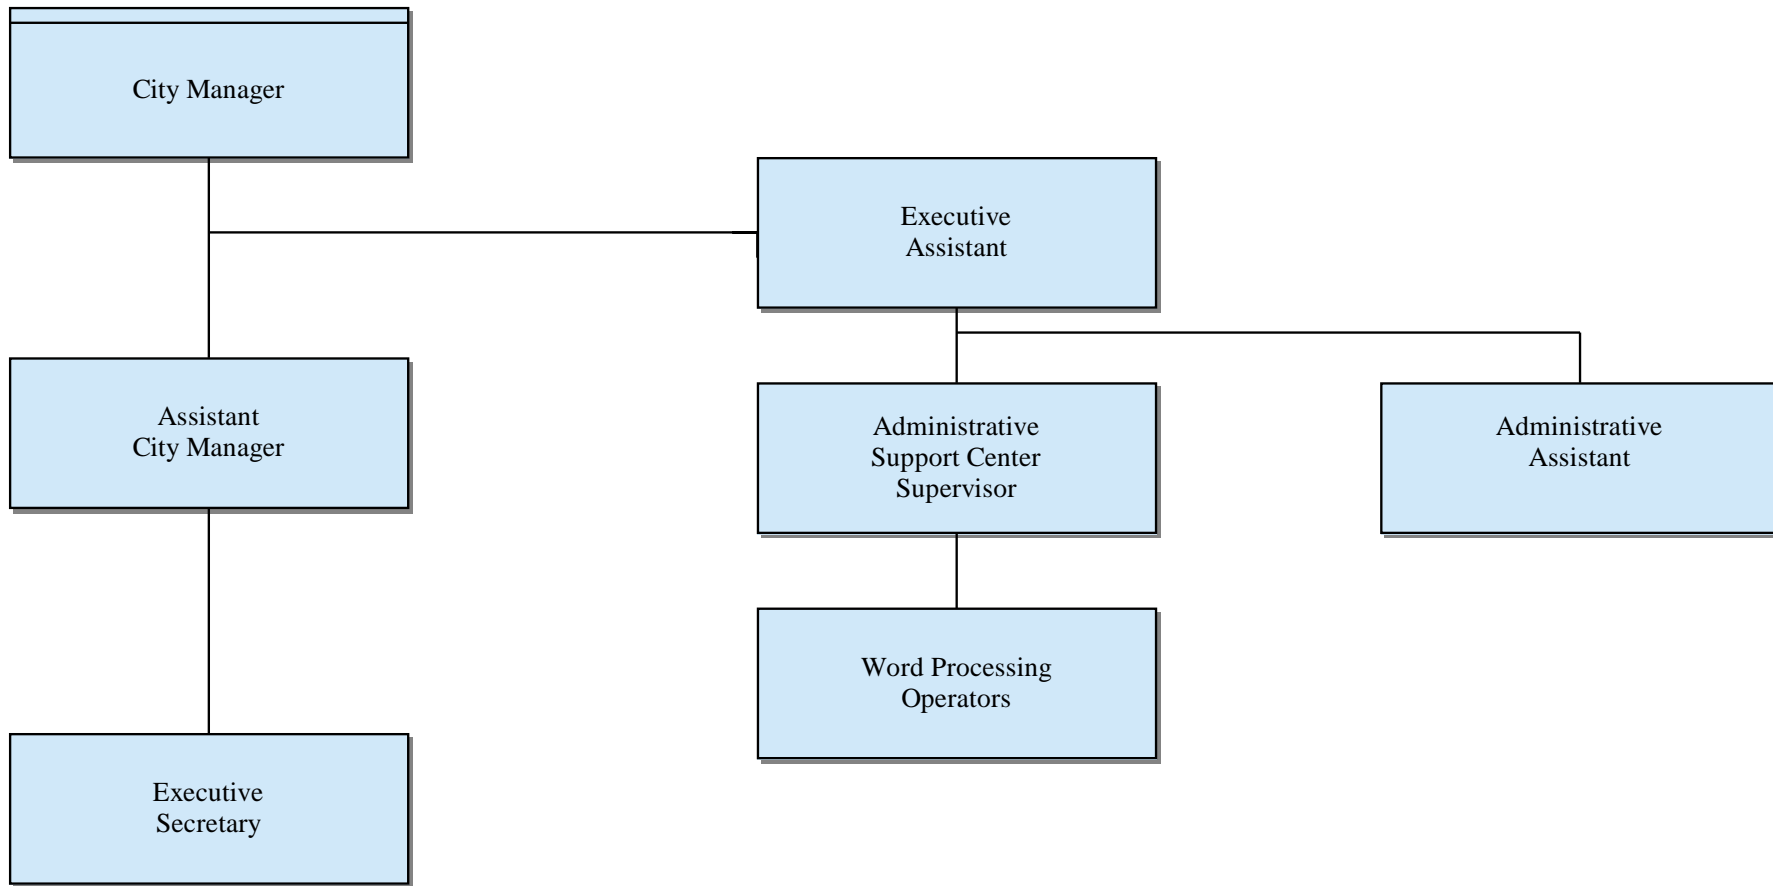 City Manager
Executive
Assistant
Assistant
City Manager
Administrative
Support Center
Supervisor
Administrative
Assistant
Word Processing
Operators
Executive
Secretary